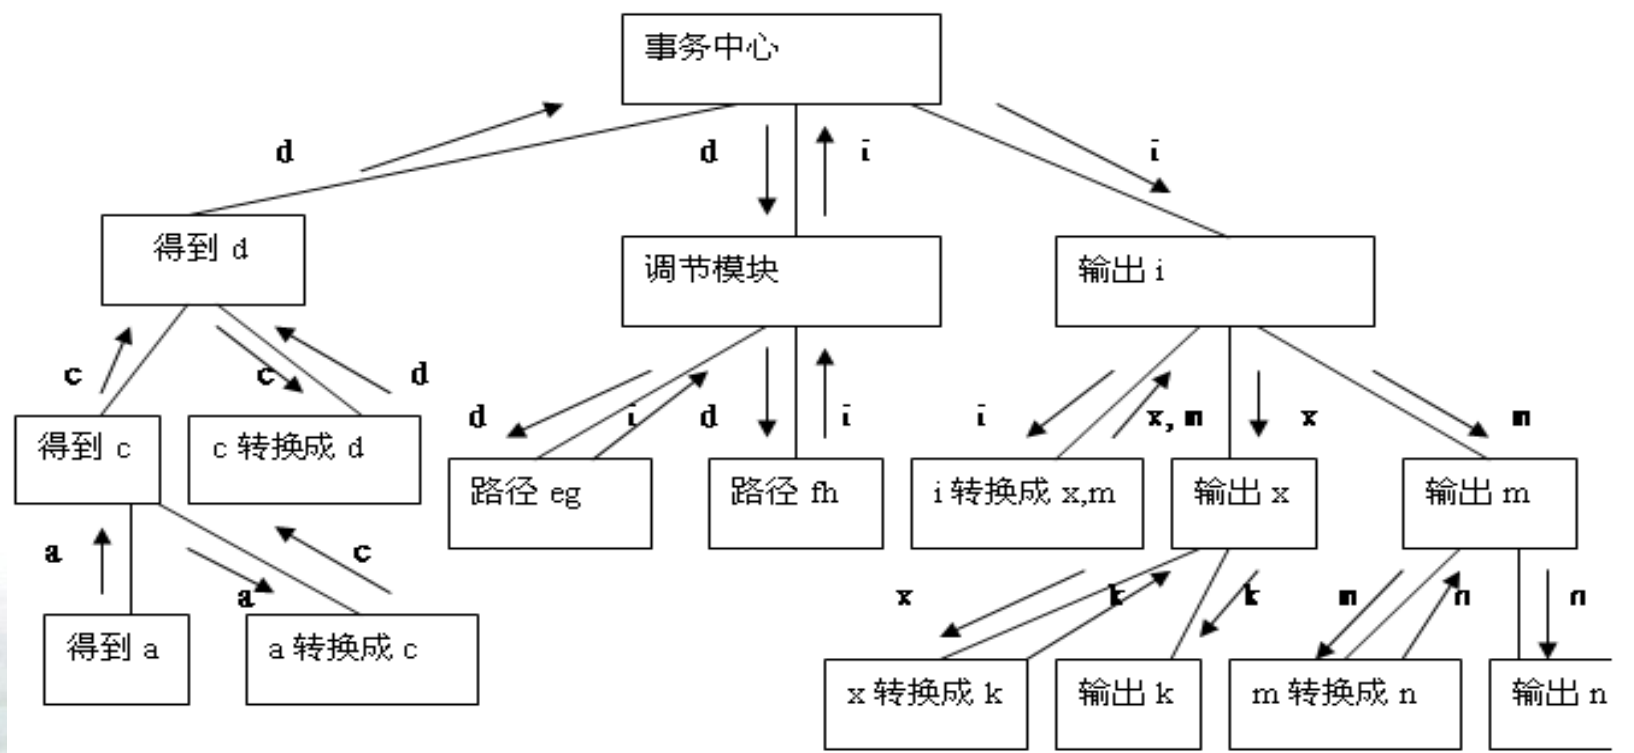 事务中心
d
d
i
i
得到 d
调节模块
输出 i
c
c
d
d
i
d
i
i
x, m
x
m
得到 c
c 转换成 d
路径 eg
路径 fh
i 转换成 x,m
输出 x
输出 m
a
a
c
x
k
k
m
n
n
得到 a
a 转换成 c
x 转换成 k
输出 k
m 转换成 n
输出 n